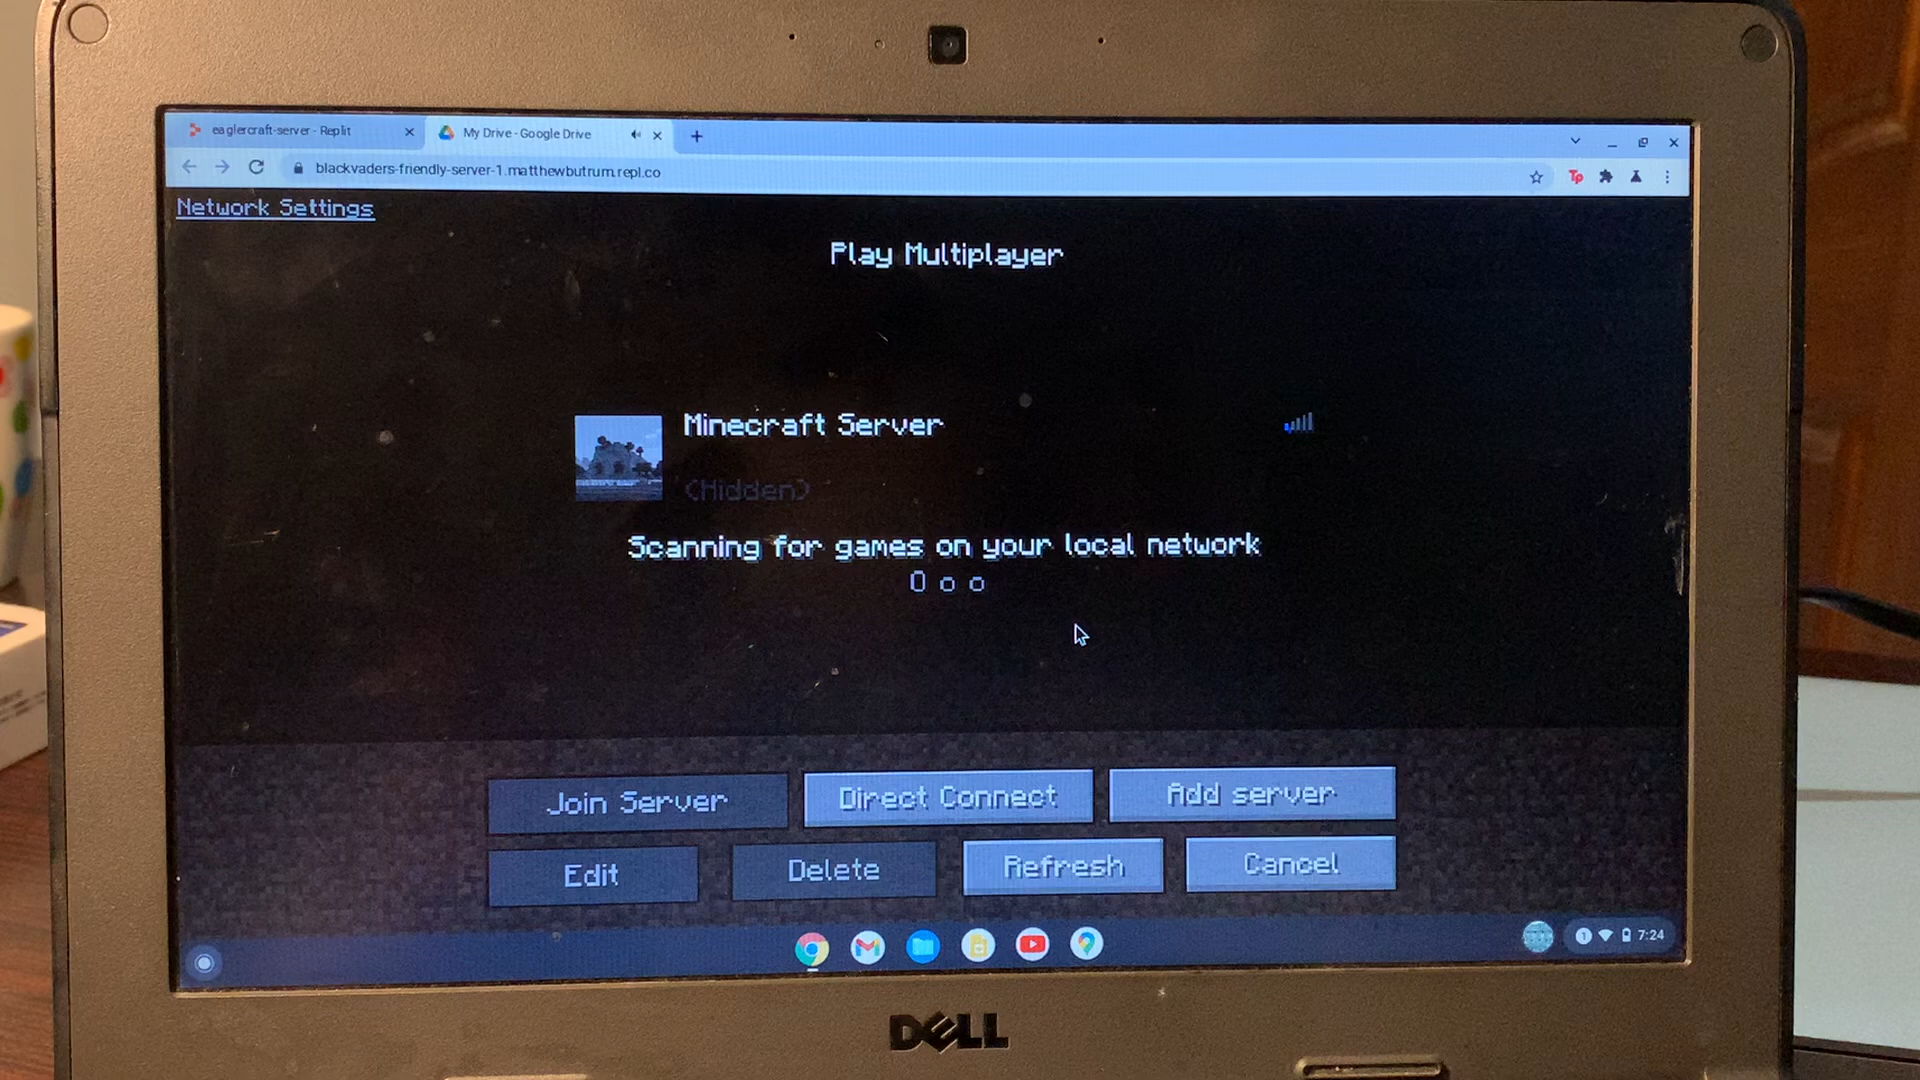 eaglercraft-server - Replit
My Drive - Google Drive
blackvaders-friendly-server-1.matthewbutrum.repl.co
Tp
Network Settings
Play Multiplayer
Minecraft Server
(Hidden)
Scanning for games on your local network
O o o
Join Server
Direct Connect
Add server
Edit
Delete
Refresh
Cancel
1
7:24
DELL